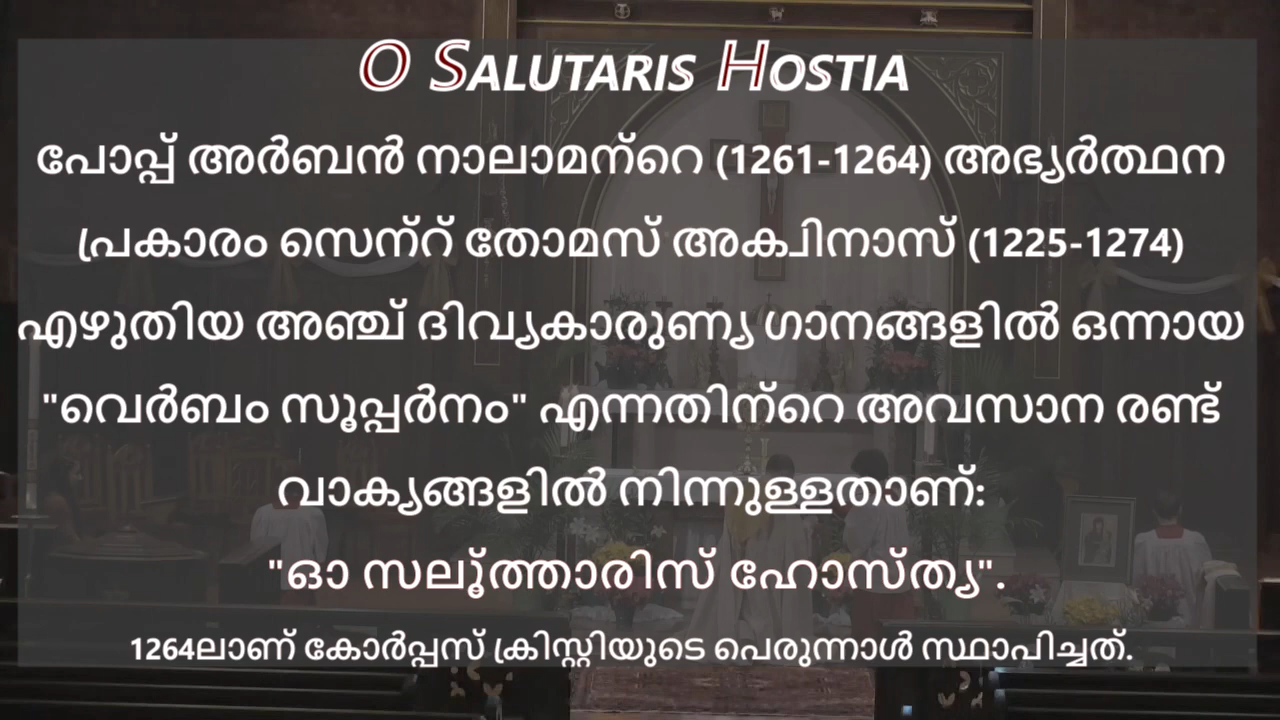 O SALUTARIS HOSTIA
പോപ്പ് അർബൻ നാലാമന്റെ (1261-1264) അഭ്യർത്ഥന
പ്രകാരം സെന്റ് തോമസ് അക്വിനാസ് (1225-1274)
എഴുതിയ അഞ്ച് ദിവ്യകാരുണ്യ ഗാനങ്ങളിൽ ഒന്നായ
"വെർബം സൂപ്പർനം" എന്നതിന്റെ അവസാന രണ്ട്
വാക്യങ്ങളിൽ നിന്നുള്ളതാണ്:
"ഓ സലൂ്ത്താരിസ് ഹോസ്ത്യ".
1264ലാണ് കോർപ്പസ് ക്രിസ്റ്റിയുടെ പെരുന്നാൾ സ്ഥാപിച്ചത്.